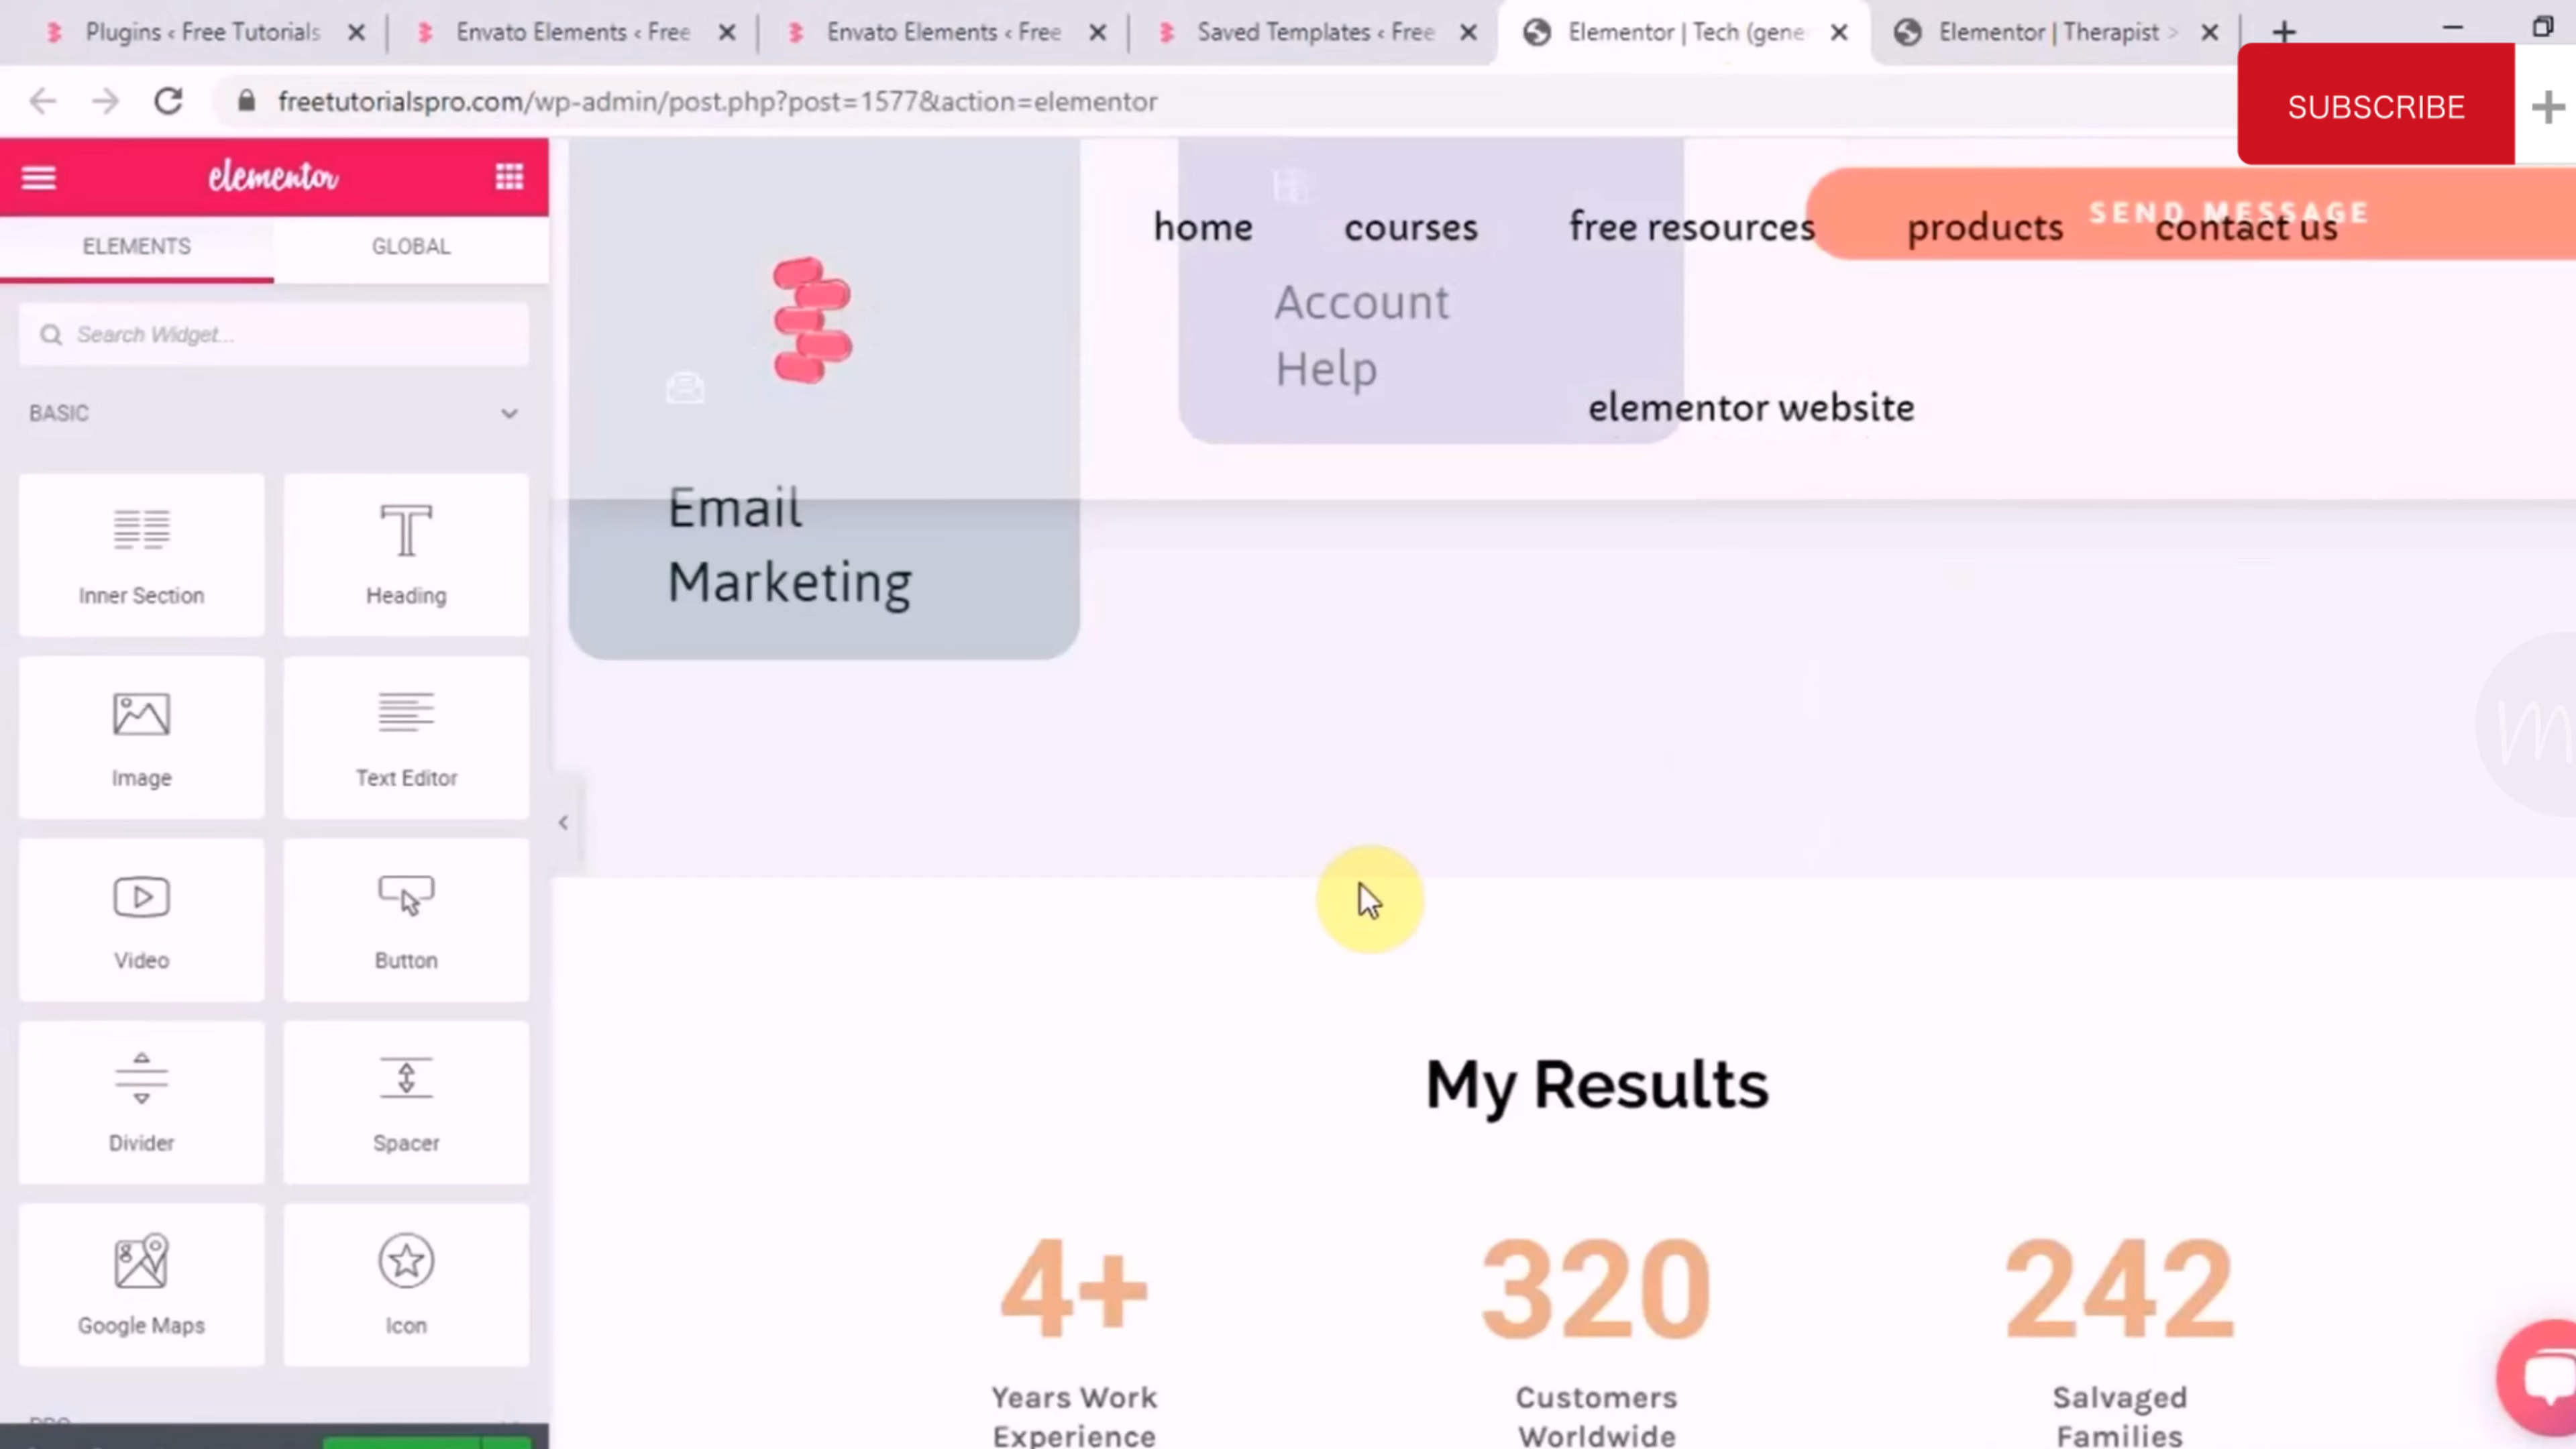 Plugins ‹ Free Tutorials
Envato Elements ‹ Free
Envato Elements ‹ Free
Saved Templates ‹ Free
Elementor | Tech (gene
Elementor | Therapist >
freetutorialspro.com/wp-admin/post.php?post=1577&action=elementor
SUBSCRIBE
elementor
ELEMENTS
GLOBAL
Search Widget...
BASIC
Inner Section
Heading
Image
Text Editor
Video
Button
Divider
Spacer
Google Maps
Icon
PRO
SEND MESSAGE
home
courses
free resources
products
contact us
elementor website
Account
Help
Email
Marketing
My Results
4+
320
242
Years Work
Experience
Customers
Worldwide
Salvaged
Families